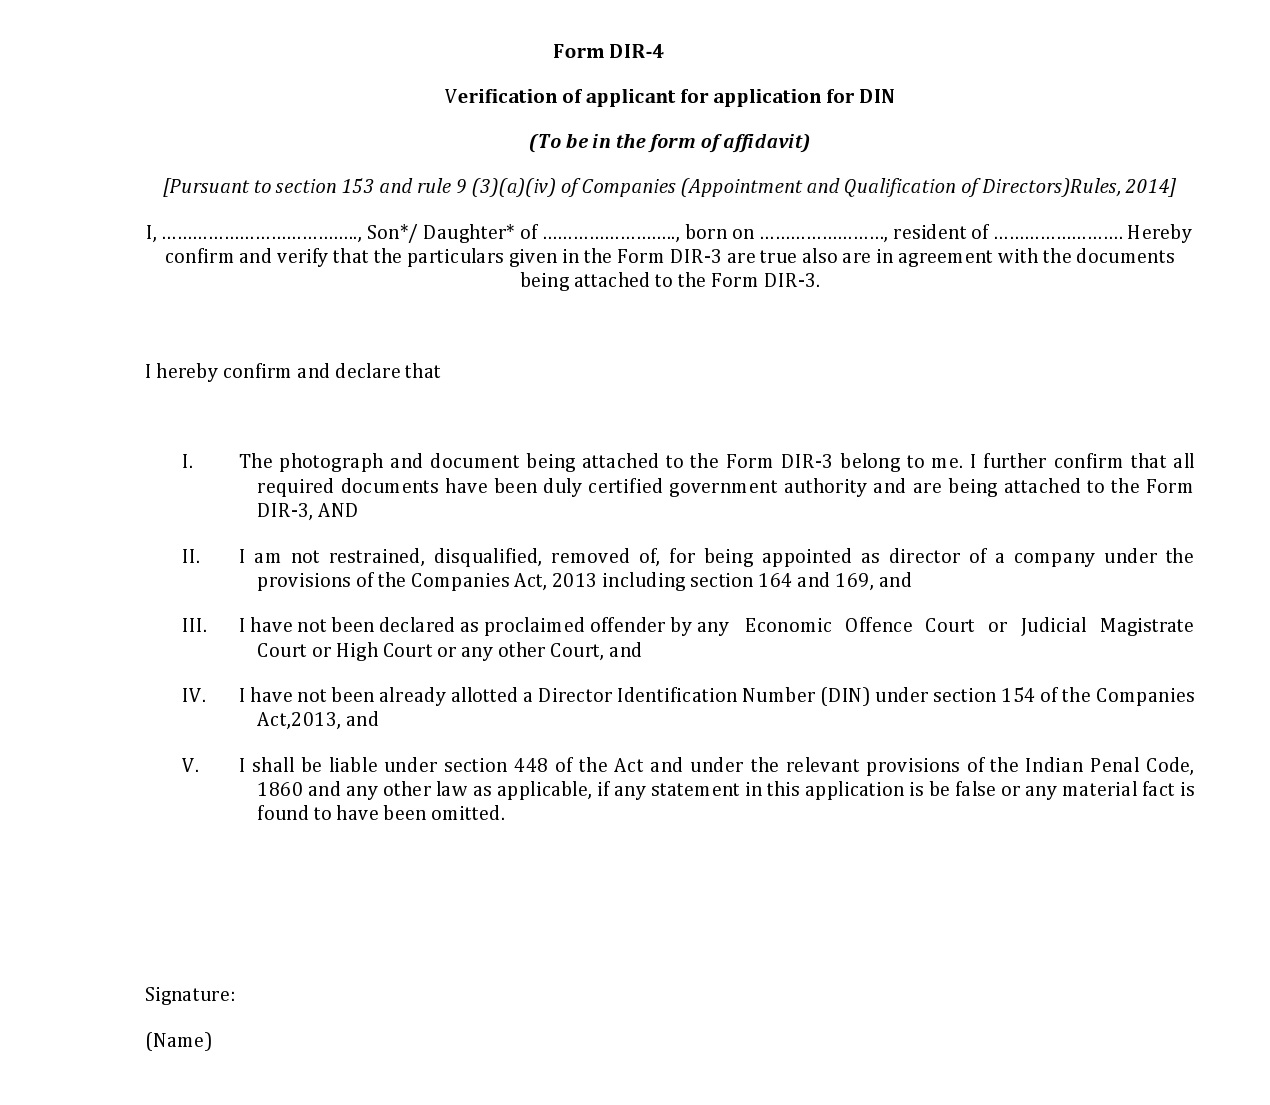 Form DIR-4
Verification of applicant for application for DIN
(To be in the form of affidavit)
[Pursuant to section 153 and rule 9 (3)(a)(iv) of Companies (Appointment and Qualification of Directors)Rules, 2014]
I, ……………………………….., Son*/ Daughter* of …………………….., born on ……………………, resident of ……………………. Hereby
confirm and verify that the particulars given in the Form DIR-3 are true also are in agreement with the documents
being attached to the Form DIR-3.
I hereby confirm and declare that
I. The photograph and document being attached to the Form DIR-3 belong to me. I further confirm that all
required documents have been duly certified government authority and are being attached to the Form
DIR-3, AND
II. I am not restrained, disqualified, removed of, for being appointed as director of a company under the
provisions of the Companies Act, 2013 including section 164 and 169, and
III. I have not been declared as proclaimed offender by any Economic Offence Court or Judicial Magistrate
Court or High Court or any other Court, and
IV. I have not been already allotted a Director Identification Number (DIN) under section 154 of the Companies
Act,2013, and
V. I shall be liable under section 448 of the Act and under the relevant provisions of the Indian Penal Code,
1860 and any other law as applicable, if any statement in this application is be false or any material fact is
found to have been omitted.
Signature:
(Name)